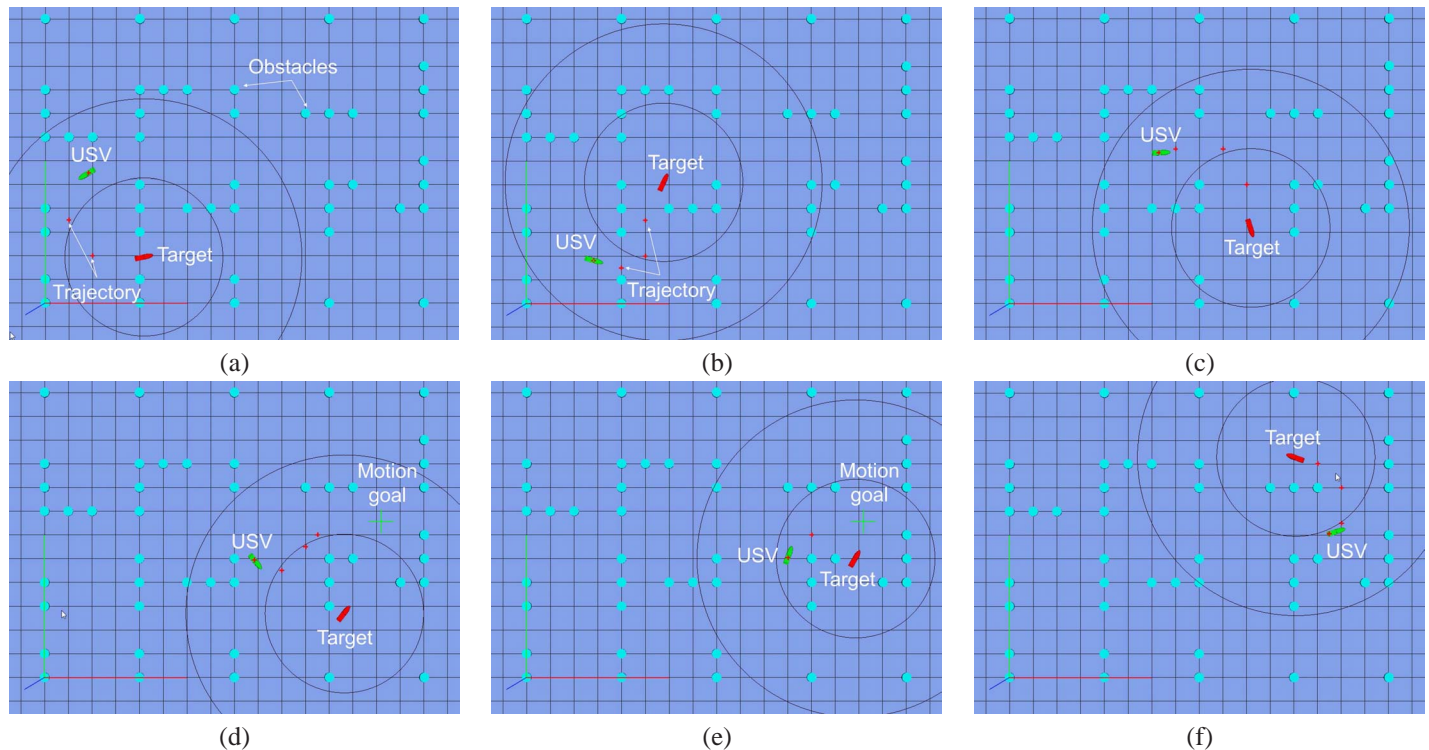 Obstacles
USV
Target
Trajectory
(a)
Target
USV
Trajectory
(b)
USV
Target
(c)
Motion
goal
USV
Target
(d)
Motion
goal
USV
Target
(e)
Target
USV
(f)